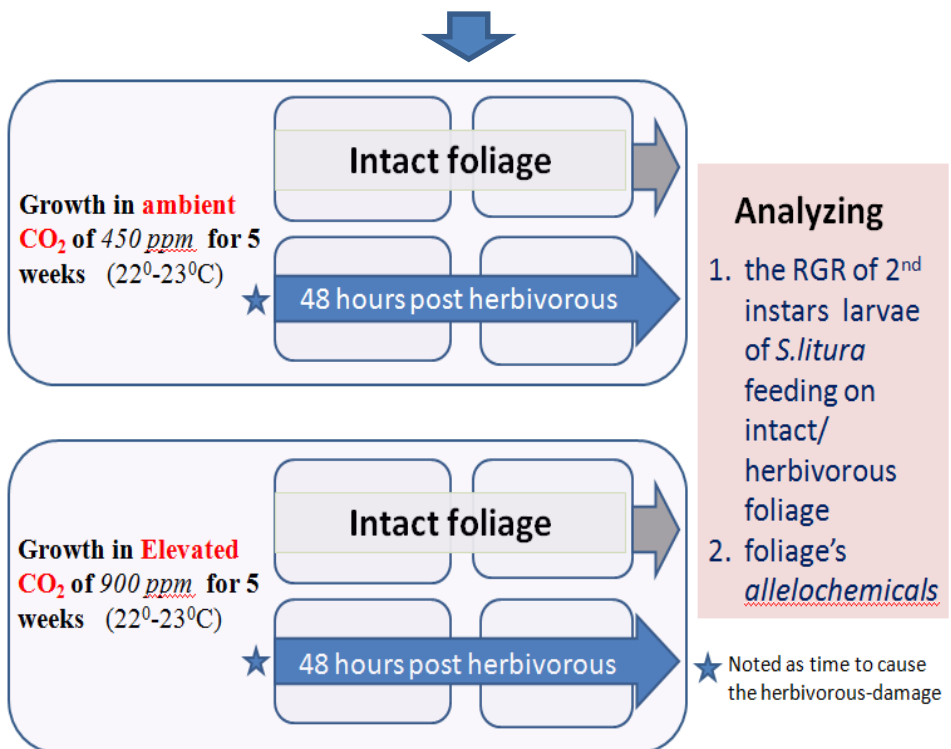 Intact foliage
Growth in ambient
CO₂ of 450 ppm for 5
weeks (22⁰-23⁰C)
48 hours post herbivorous
Intact foliage
Growth in Elevated
CO₂ of 900 ppm for 5
weeks (22⁰-23⁰C)
48 hours post herbivorous
Analyzing
1. the RGR of 2ⁿᵈ
instars larvae
of S.litura
feeding on
intact/
herbivorous
foliage
2. foliage's
allelochemicals
Noted as time to cause
the herbivorous-damage